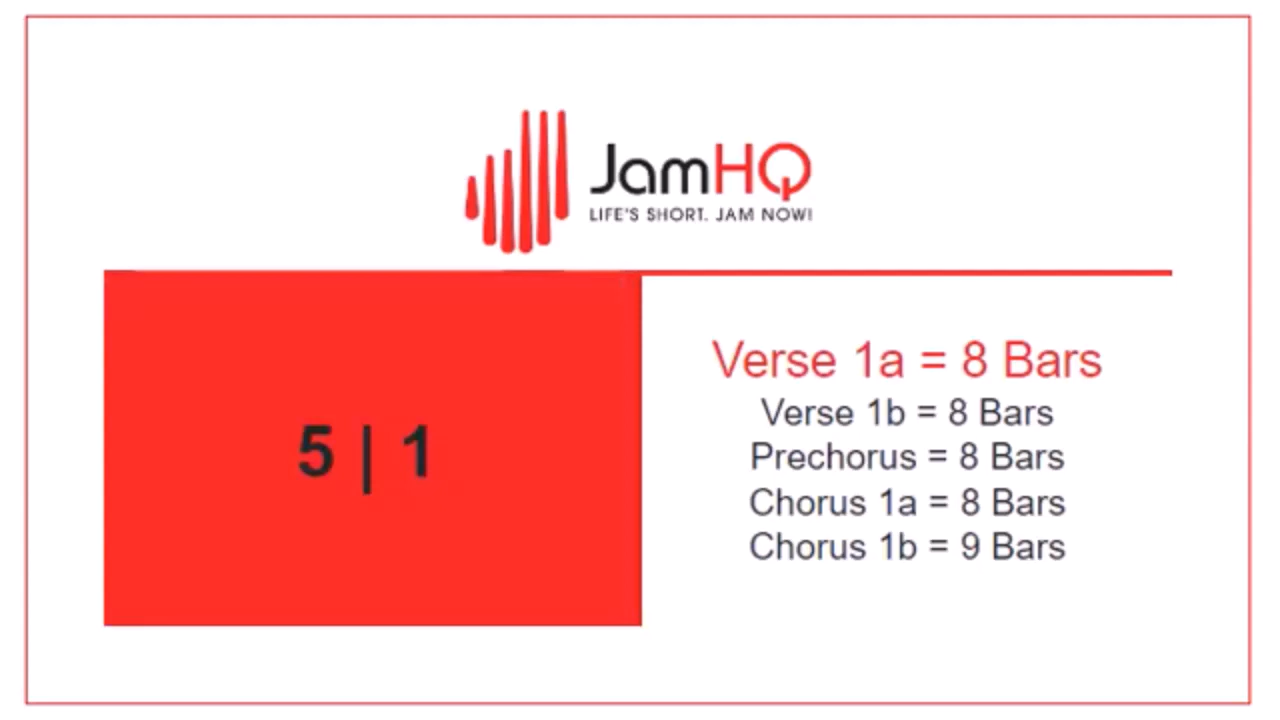 JamHQ
LIFE'S SHORT. JAM NOW!
5 | 1
Verse 1a = 8 Bars
Verse 1b = 8 Bars
Prechorus = 8 Bars
Chorus 1a = 8 Bars
Chorus 1b = 9 Bars